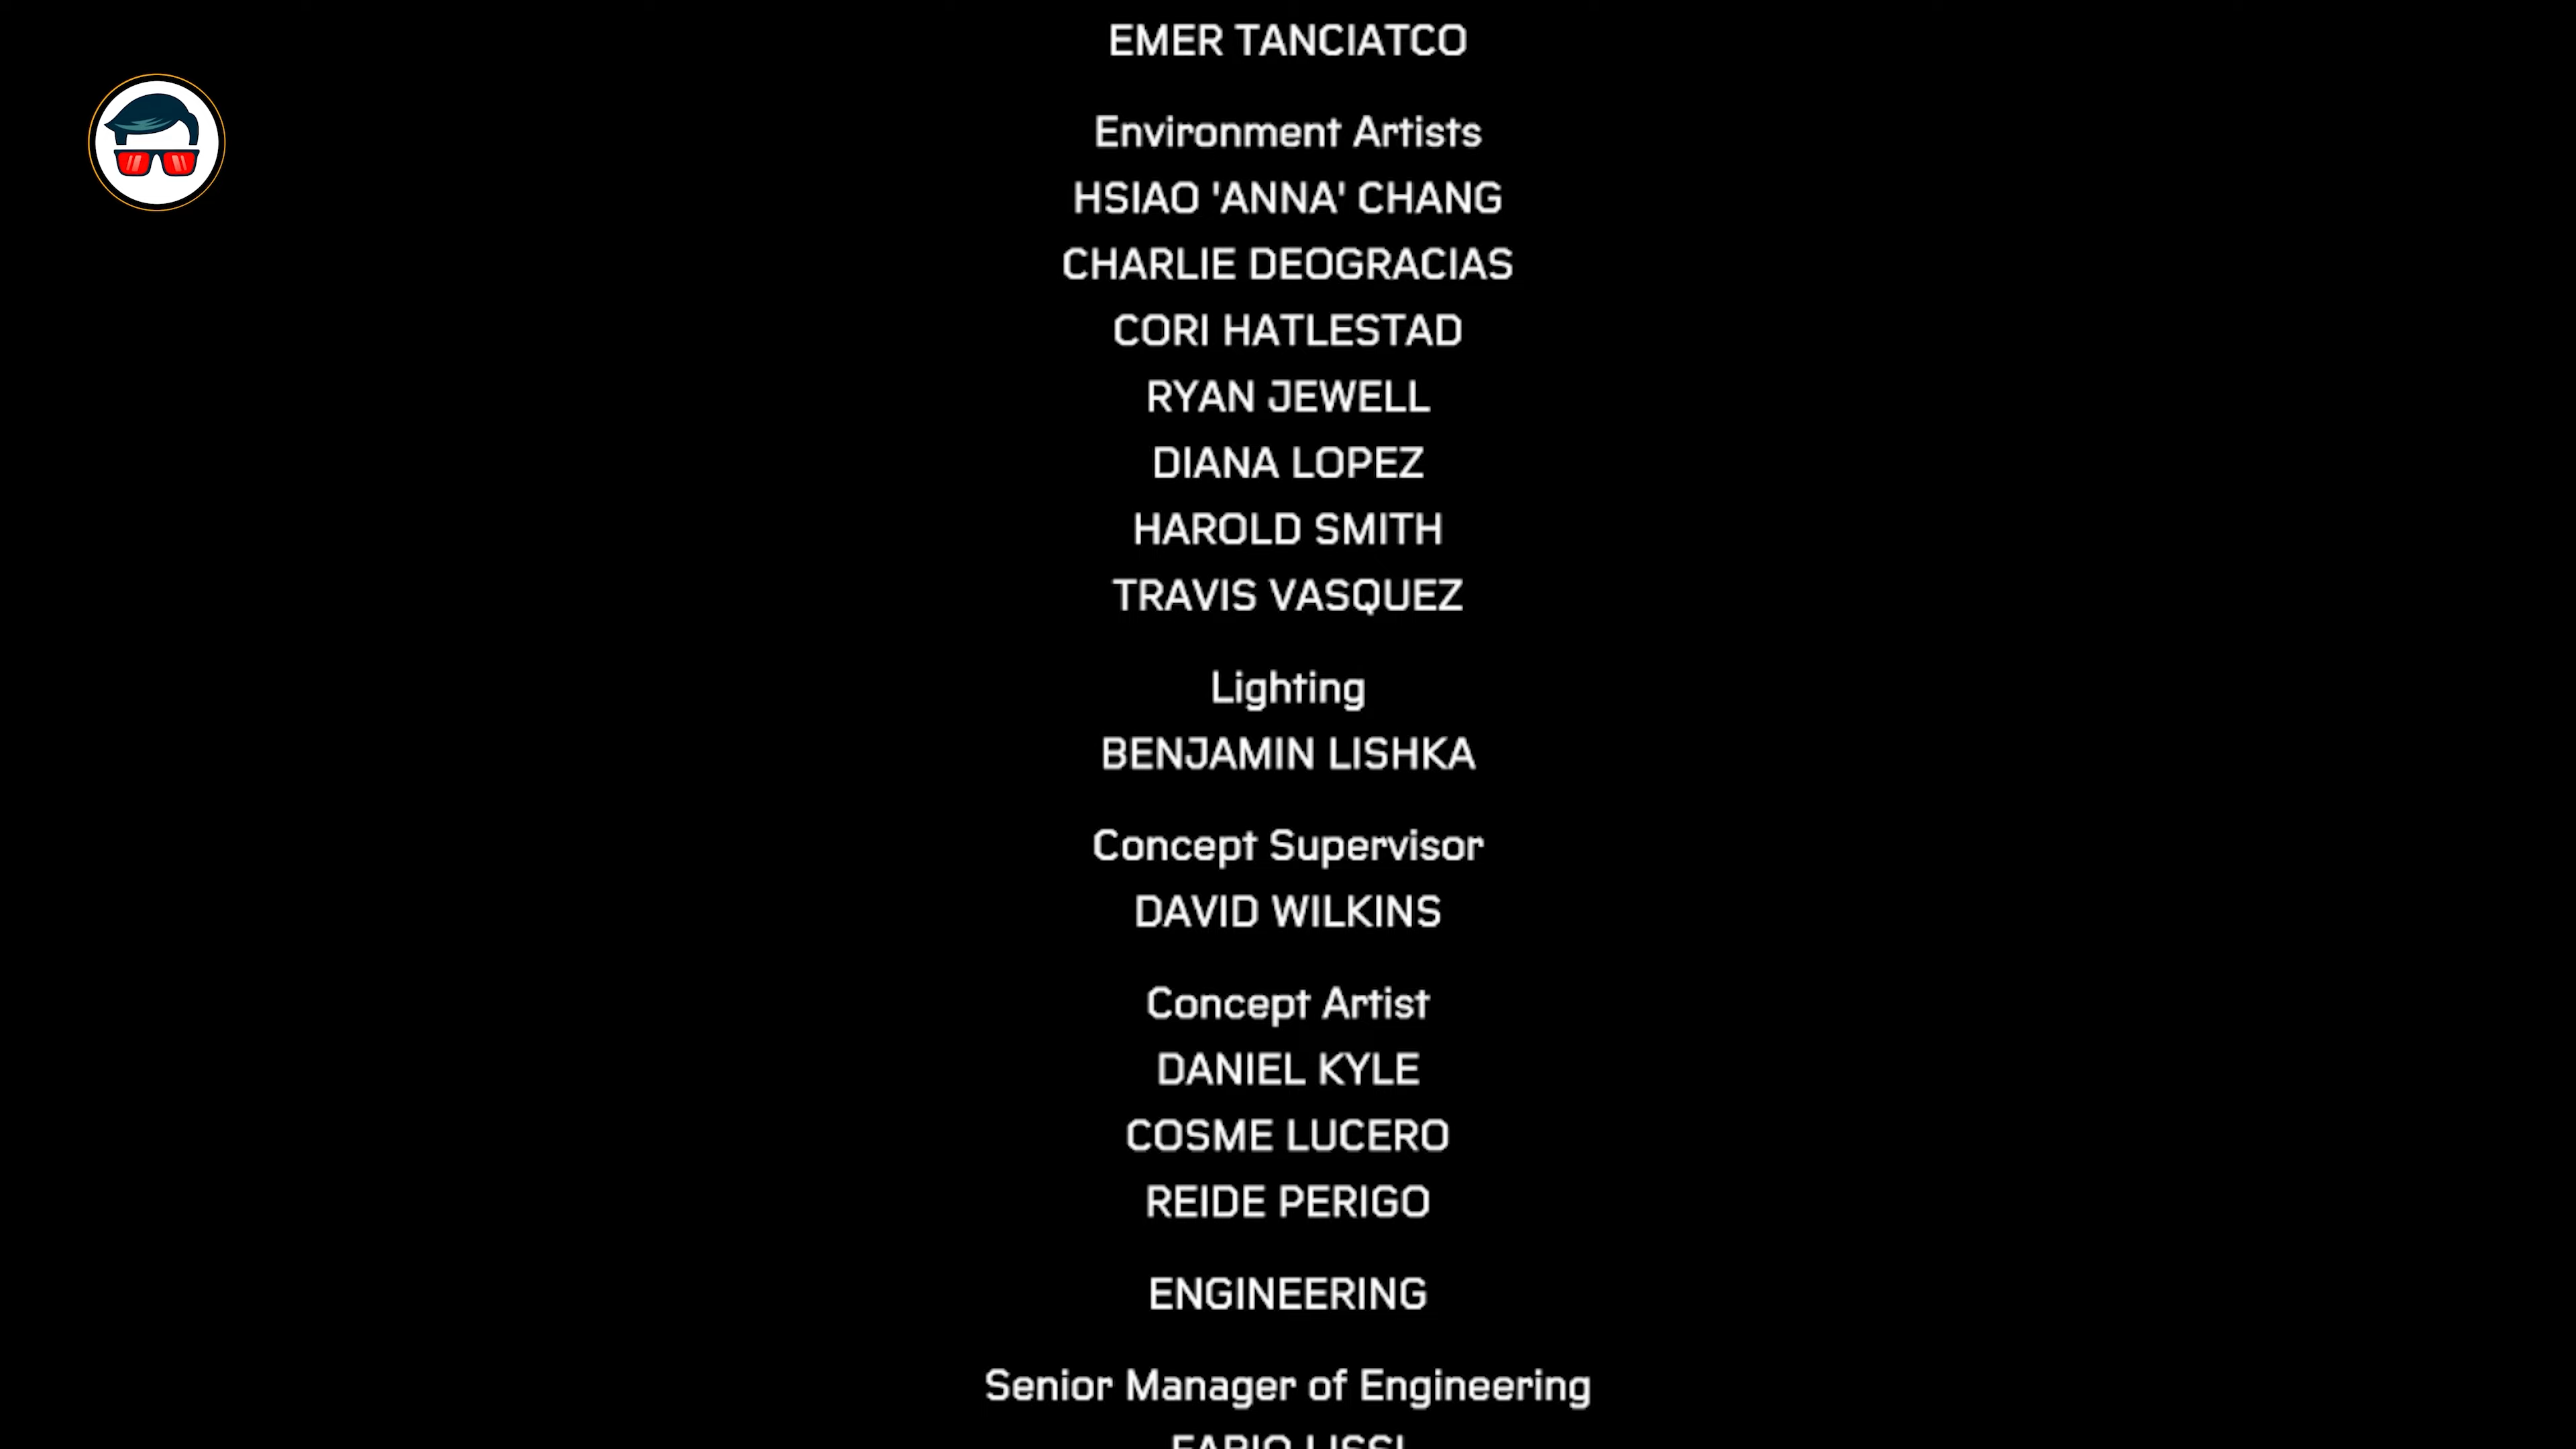 EMER TANCIATCO
Environment Artists
HSIAO 'ANNA' CHANG
CHARLIE DEOGRACIAS
CORI HATLESTAD
RYAN JEWELL
DIANA LOPEZ
HAROLD SMITH
TRAVIS VASQUEZ
Lighting
BENJAMIN LISHKA
Concept Supervisor
DAVID WILKINS
Concept Artist
DANIEL KYLE
COSME LUCERO
REIDE PERIGO
ENGINEERING
Senior Manager of Engineering